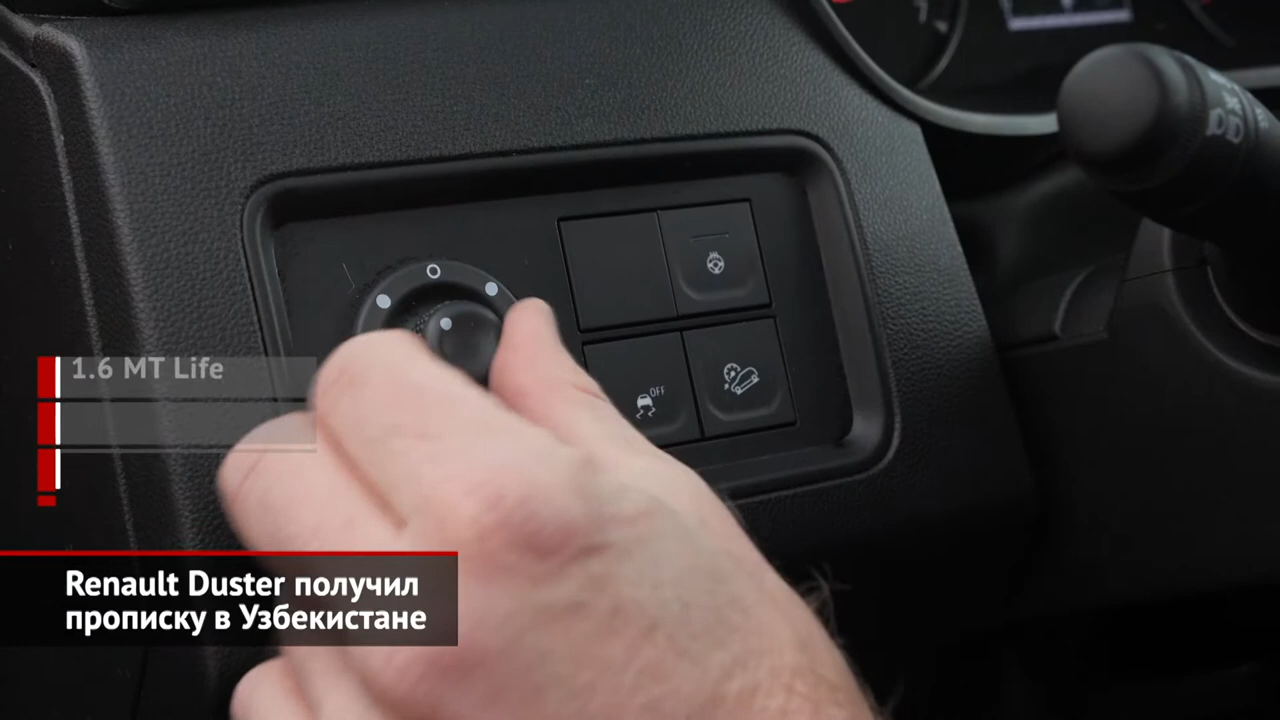 OFF
1.6 MT Life
Renault Duster получил
прописку в Узбекистане